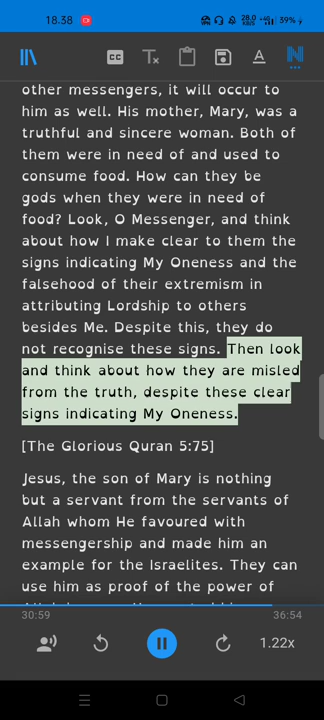 18.38
28.0
KB/S
4G
59%
CC
A
N
other messengers, it will occur to
him as well. His mother, Mary, was a
truthful and sincere woman. Both of
them were in need of and used to
consume food. How can they be
gods when they were in need of
food? Look, O Messenger, and think
about how I make clear to them the
signs indicating My Oneness and the
falsehood of their extremism in
attributing Lordship to others
besides Me. Despite this, they do
not recognise these signs. Then look
and think about how they are misled
from the truth, despite these clear
signs indicating My Oneness.
[The Glorious Quran 5:75]
Jesus, the son of Mary is nothing
but a servant from the servants of
Allah whom He favoured with
messengership and made him an
example for the Israelites. They can
use him as proof of the power of
30:59
36:54
1.22x